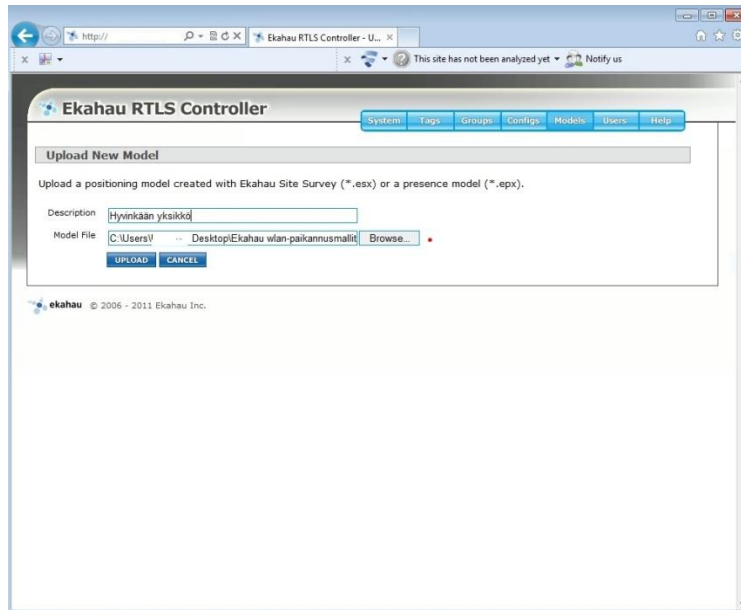 http://
Ekahau RTLS Controller - U...
This site has not been analyzed yet
Notify us
Ekahau RTLS Controller
System Tags Groups Configs Models Users Help
Upload New Model
Upload a positioning model created with Ekahau Site Survey (*.esx) or a presence model (*.epx).
Description Hyvinkään yksikkö
Model File C:\Users\ Desktop\Ekahau wlan-paikannusmallit Browse...
UPLOAD CANCEL
ekahau © 2006 - 2011 Ekahau Inc.